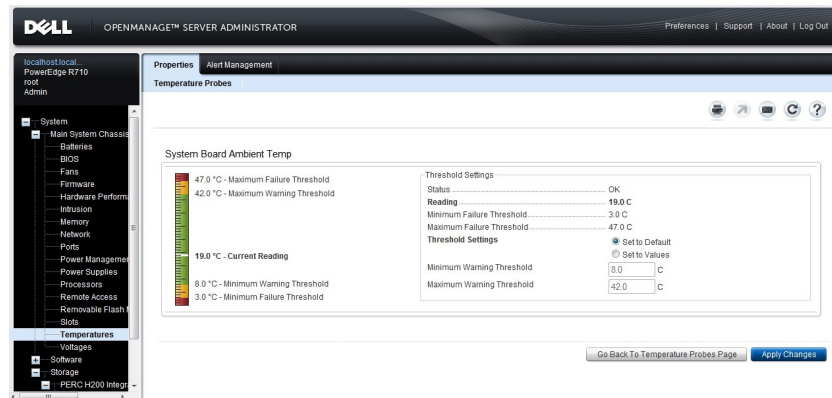 DELL OPENMANAGE™ SERVER ADMINISTRATOR
Preferences | Support | About | Log Out
localhost.local...
PowerEdge R710
root
Admin
System
Main System Chassis
Batteries
BIOS
Fans
Firmware
Hardware Performa
Intrusion
Memory
Network
Ports
Power Managemen
Power Supplies
Processors
Remote Access
Removable Flash
Slots
Temperatures
Voltages
Software
Storage
PERC H200 Integr
Properties Alert Management
Temperature Probes
System Board Ambient Temp
47.0 °C - Maximum Failure Threshold
42.0 °C - Maximum Warning Threshold
19.0 °C - Current Reading
8.0 °C - Minimum Warning Threshold
3.0 °C - Minimum Failure Threshold
Threshold Settings
Status OK
Reading 19.0 C
Minimum Failure Threshold 3.0 C
Maximum Failure Threshold 47.0 C
Threshold Settings Set to Default
Set to Values
Minimum Warning Threshold 8.0 C
Maximum Warning Threshold 42.0 C
Go Back To Temperature Probes Page Apply Changes